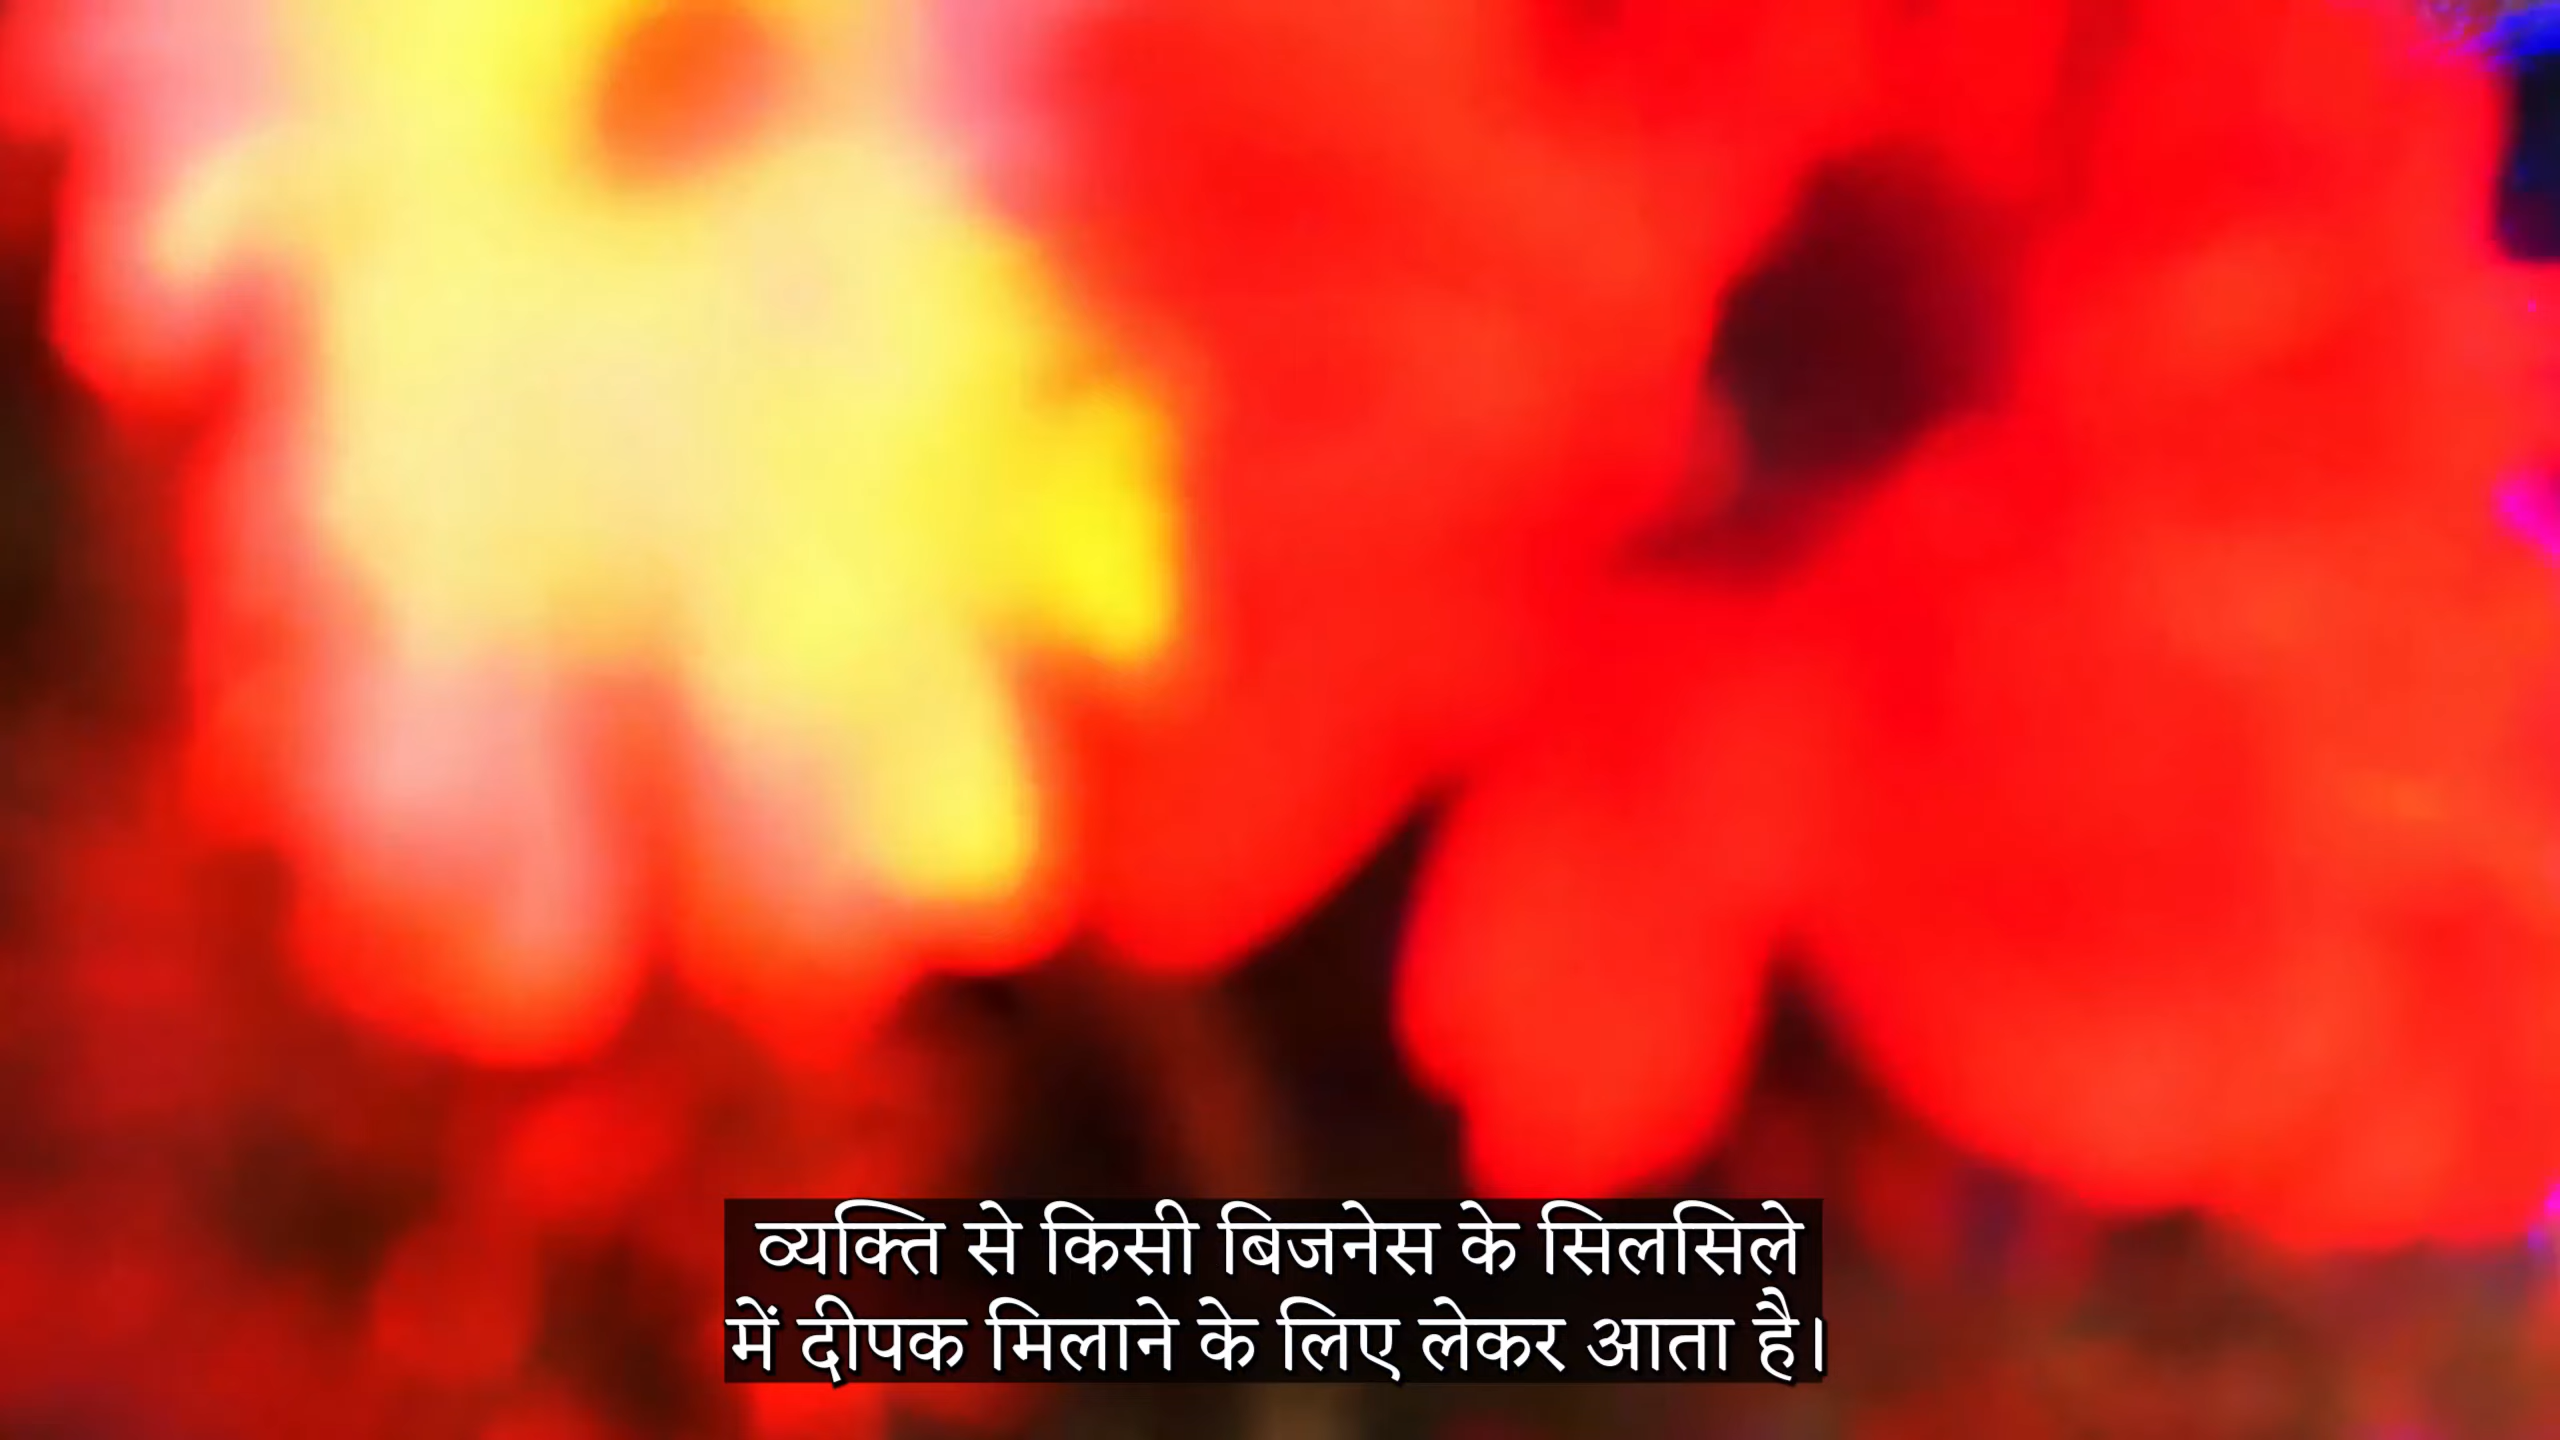 व्यक्ति से किसी बिजनेस के सिलसिले
में दीपक मिलाने के लिए लेकर आता है।